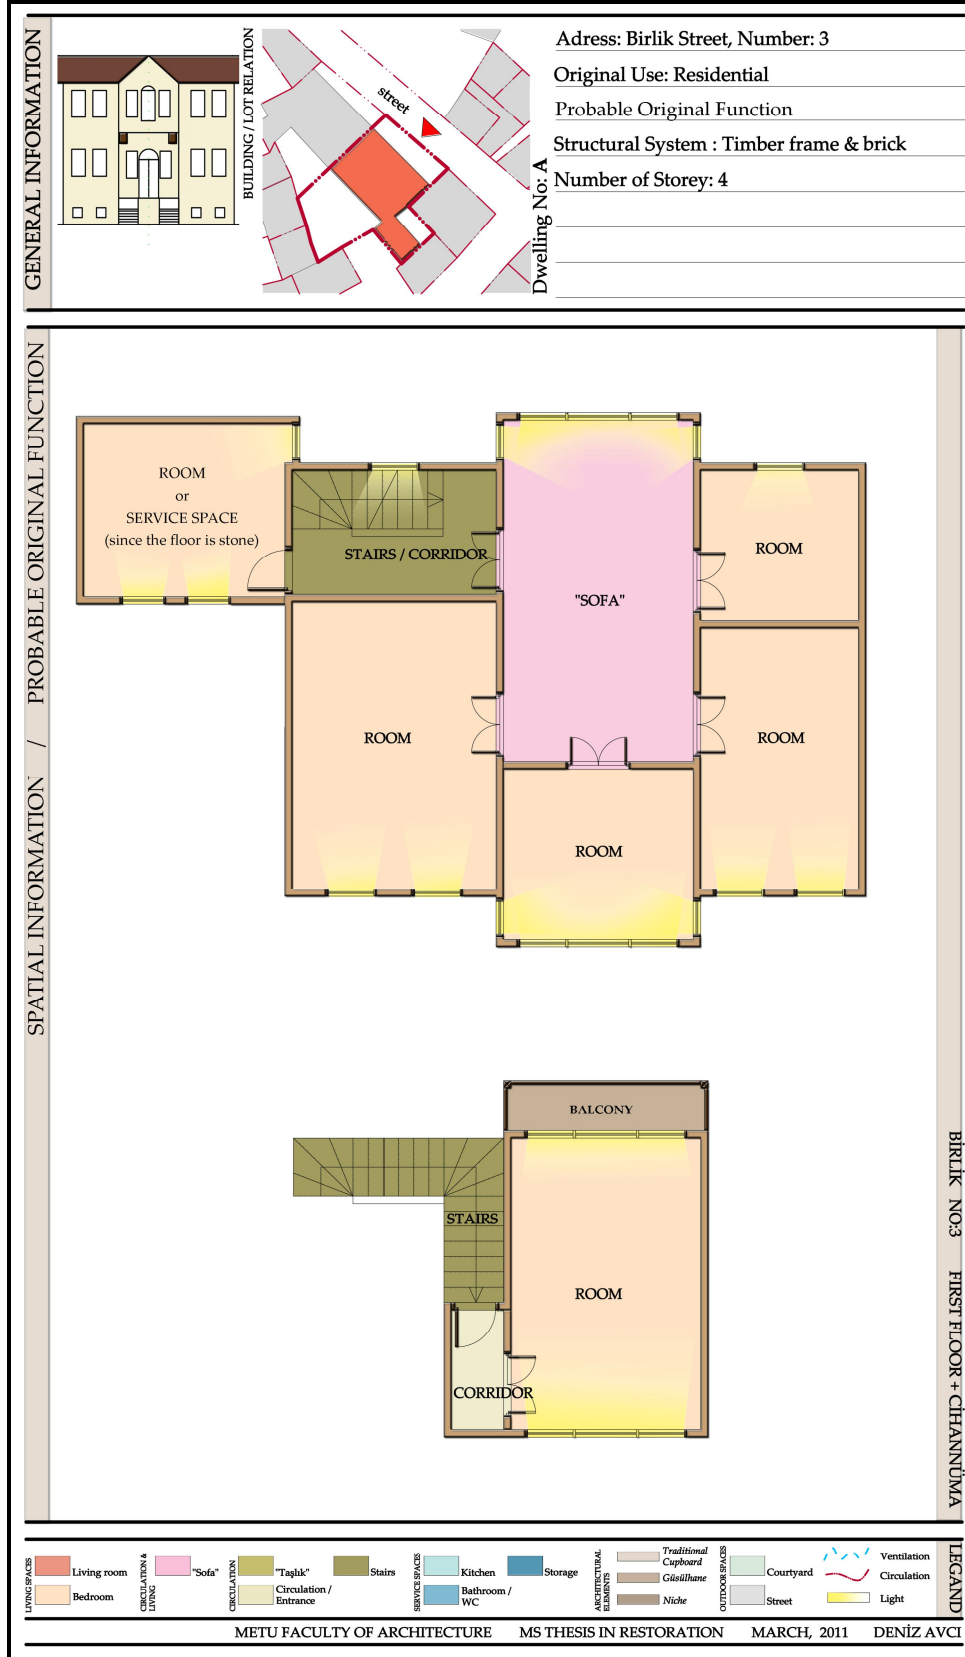 GENERAL INFORMATION
BUILDING / LOT RELATION
street
Dwelling No: A
Adress: Birlik Street, Number: 3
Original Use: Residential
Probable Original Function
Structural System : Timber frame & brick
Number of Storey: 4
SPATIAL INFORMATION / PROBABLE ORIGINAL FUNCTION
ROOM
or
SERVICE SPACE
(since the floor is stone)
STAIRS / CORRIDOR
"SOFA"
ROOM
ROOM
ROOM
ROOM
BALCONY
STAIRS
ROOM
CORRIDOR
BİRLİK NO:3 FIRST FLOOR + CİHANNÜMA
LIVING SPACES
Living room
Bedroom
CIRCULATION &
LIVING
"Sofa"
CIRCULATION
"Taşlık"
Circulation /
Entrance
Stairs
SERVICE SPACES
Kitchen
Bathroom /
WC
Storage
ARCHITECTURAL
ELEMENTS
Traditional
Cupboard
Güsülhane
Niche
OUTDOOR SPACES
Courtyard
Street
Ventilation
Circulation
Light
LEGEND
METU FACULTY OF ARCHITECTURE MS THESIS IN RESTORATION MARCH, 2011 DENİZ AVCI